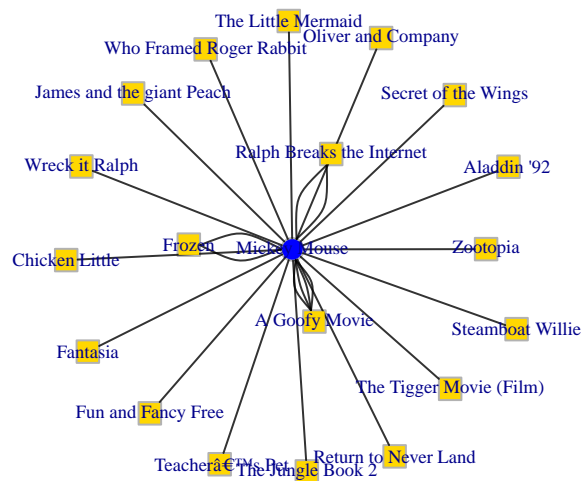 The Little Mermaid
Oliver and Company
Who Framed Roger Rabbit
James and the giant Peach
Secret of the Wings
Ralph Breaks the Internet
Wreck it Ralph
Aladdin '92
Frozen
Mickey Mouse
Zootopia
Chicken Little
A Goofy Movie
Steamboat Willie
Fantasia
The Tigger Movie (Film)
Fun and Fancy Free
Return to Never Land
Teacherâ€™s Pet
The Jungle Book 2